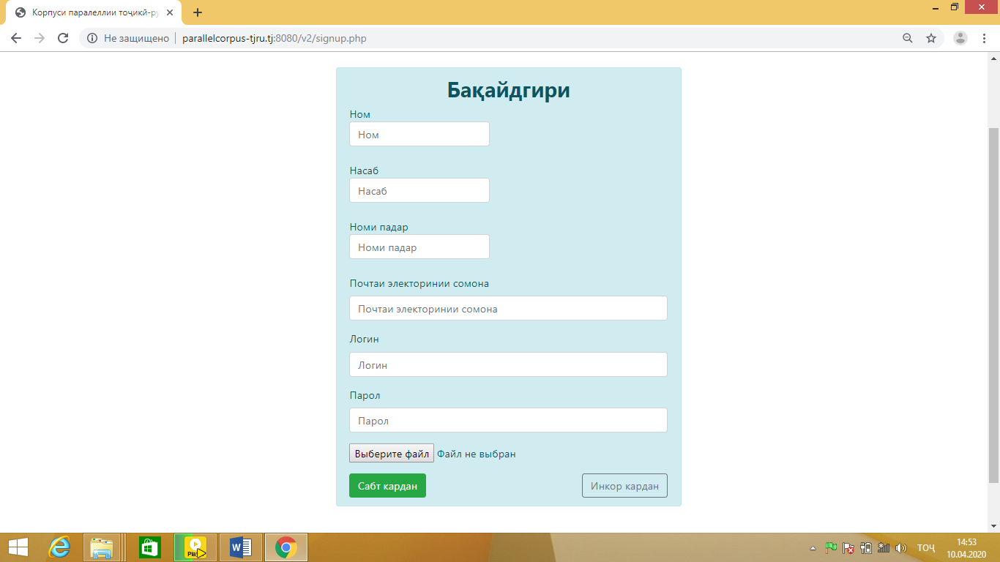 Корпуси паралеллии тоҷикӣ-ру
Не защищено
parallelcorpus-tjru.tj:8080/v2/signup.php
Бақайдгири
Ном
Ном
Насаб
Насаб
Номи падар
Номи падар
Почтаи электоринии сомона
Почтаи электоринии сомона
Логин
Логин
Парол
Парол
Выберите файл Файл не выбран
Сабт кардан
Инкор кардан
Play
ТОҶ
14:53
10.04.2020